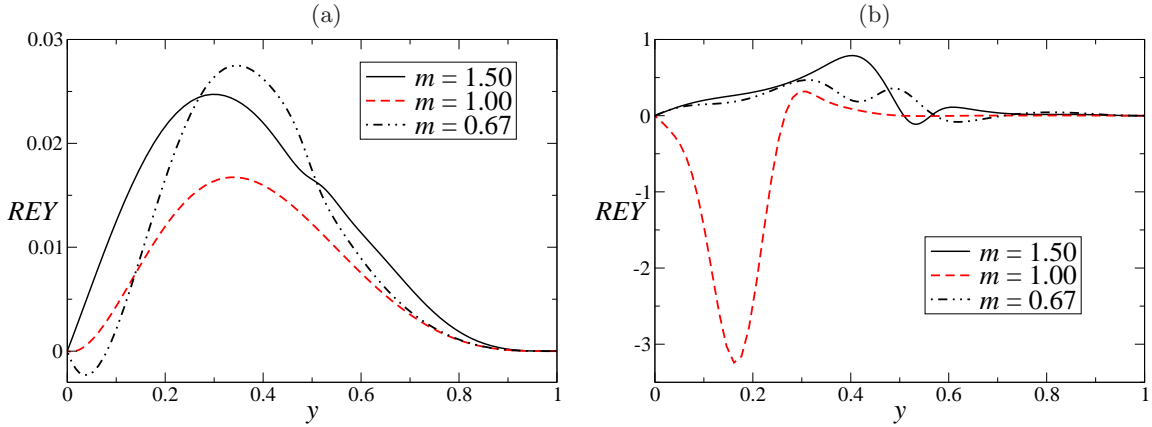 (a)
0.03
0.02
0.01
0
REY
m = 1.50
m = 1.00
m = 0.67
0 0.2 0.4 0.6 0.8 1
y
(b)
1
0
-1
-2
-3
REY
m = 1.50
m = 1.00
m = 0.67
0 0.2 0.4 0.6 0.8 1
y